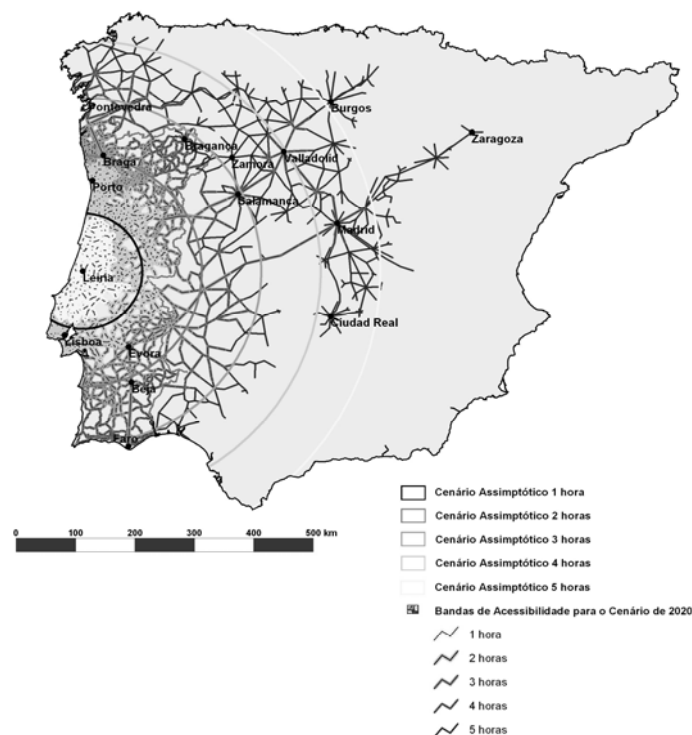 Pontevedra
Burgos
Zaragoza
Bragança
Braga
Zamora
Valladolid
Porto
Salamanca
Madrid
Leiria
Ciudad Real
Lisboa
Évora
Beja
Faro
Cenário Assimptótico 1 hora
Cenário Assimptótico 2 horas
0 100 200 300 400 500 km
Cenário Assimptótico 3 horas
Cenário Assimptótico 4 horas
Cenário Assimptótico 5 horas
Bandas de Acessibilidade para o Cenário de 2020
1 hora
2 horas
3 horas
4 horas
5 horas